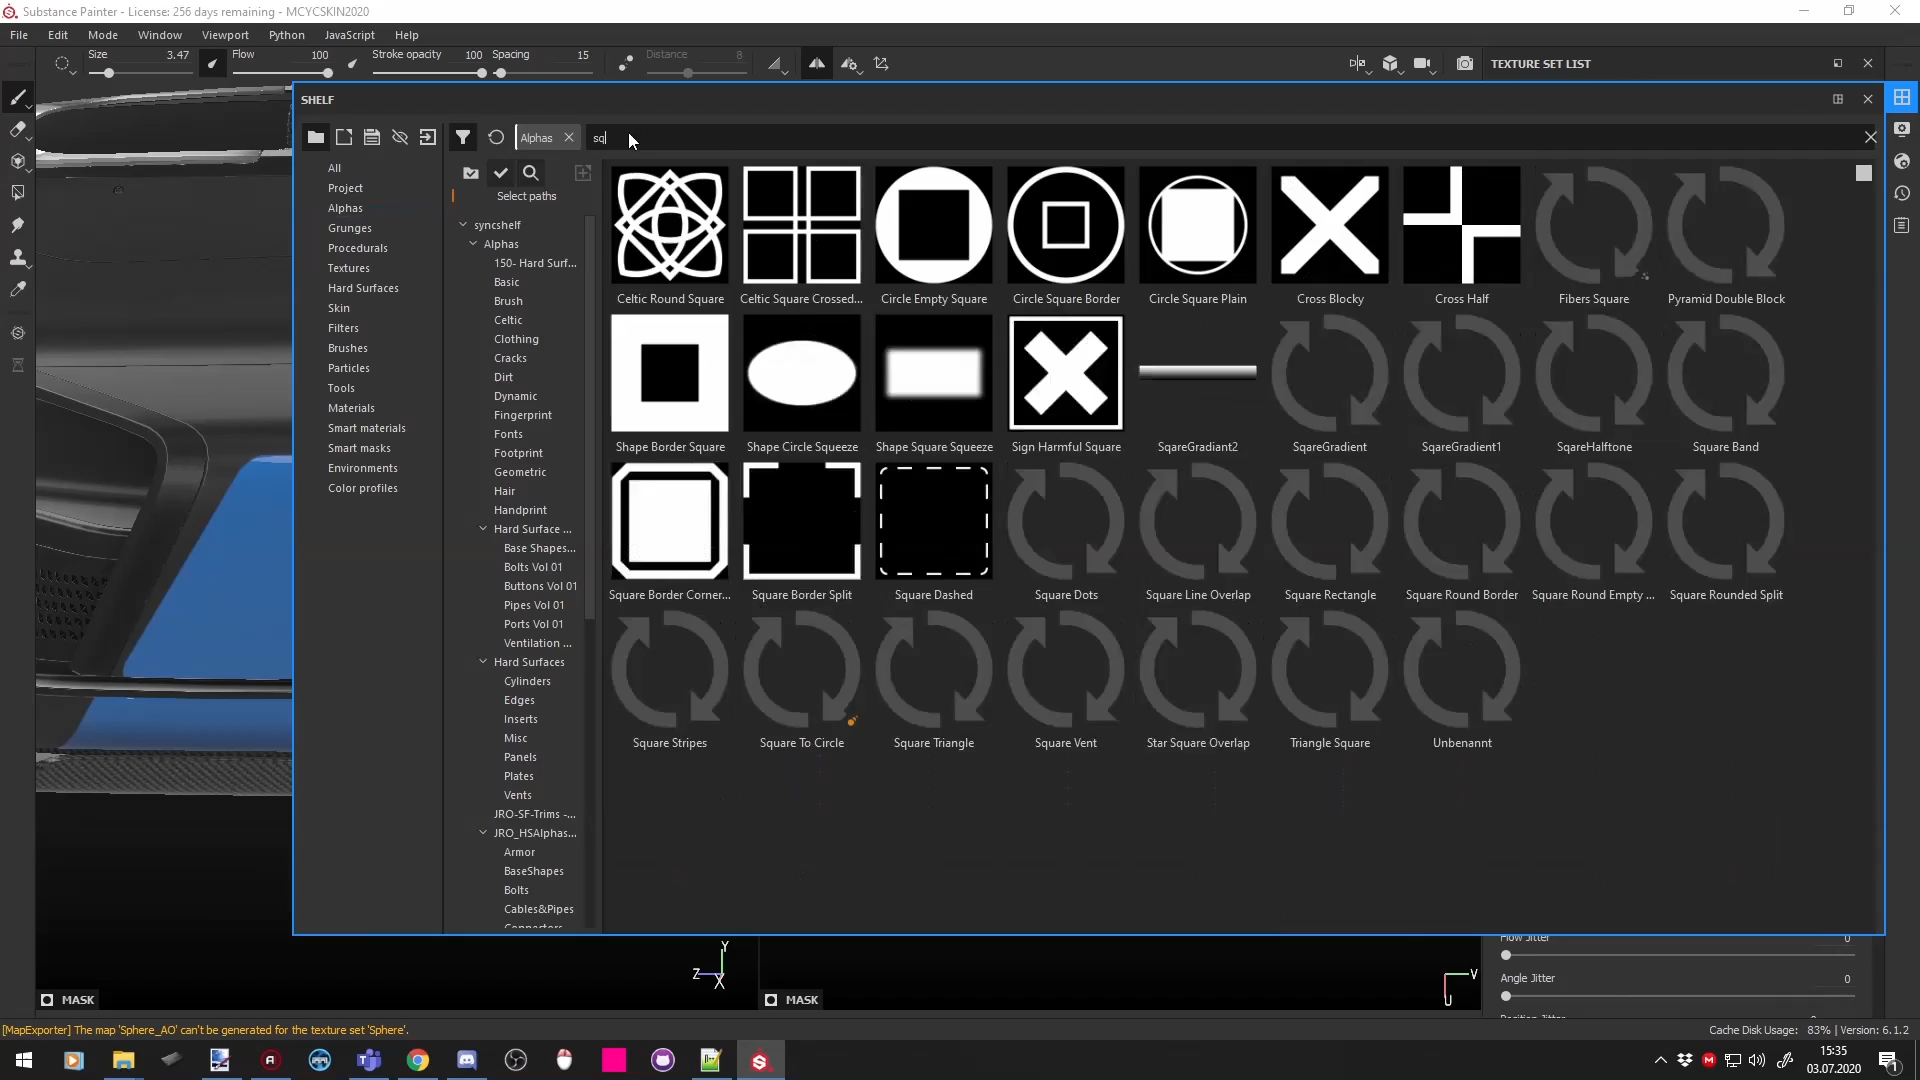 Substance Painter - License: 256 days remaining - MCYCSKIN2020
File Edit Mode Window Viewport Python JavaScript Help
Size 3.47 Flow 100 Stroke opacity 100 Spacing 15 Distance 8
TEXTURE SET LIST
SHELF
Alphas sq
Select paths
All
Project
Alphas
Grunges
Procedurals
Textures
Hard Surfaces
Skin
Filters
Brushes
Particles
Tools
Materials
Smart materials
Smart masks
Environments
Color profiles
syncshelf
Alphas
150- Hard Surf...
Basic
Brush
Celtic
Clothing
Cracks
Dirt
Dynamic
Fingerprint
Fonts
Footprint
Geometric
Hair
Handprint
Hard Surface ...
Base Shapes...
Bolts Vol 01
Buttons Vol 01
Pipes Vol 01
Ports Vol 01
Ventilation ...
Hard Surfaces
Cylinders
Edges
Inserts
Misc
Panels
Plates
Vents
JRO-SF-Trims -...
JRO_HSAlphas...
Armor
BaseShapes
Bolts
Cables&Pipes
Celtic Round Square Celtic Square Crossed... Circle Empty Square Circle Square Border Circle Square Plain Cross Blocky Cross Half Fibers Square Pyramid Double Block
Shape Border Square Shape Circle Squeeze Shape Square Squeeze Sign Harmful Square SqareGradiant2 SqareGradient SqareGradient1 SqareHalftone Square Band
Square Border Corner... Square Border Split Square Dashed Square Dots Square Line Overlap Square Rectangle Square Round Border Square Round Empty ... Square Rounded Split
Square Stripes Square To Circle Square Triangle Square Vent Star Square Overlap Triangle Square Unbenannt
Flow Jitter 0
Angle Jitter 0
Y
Z X
V
U
MASK MASK
[MapExporter] The map 'Sphere_AO' can't be generated for the texture set 'Sphere'.
Cache Disk Usage: 83% | Version: 6.1.2
15:35
03.07.2020
1